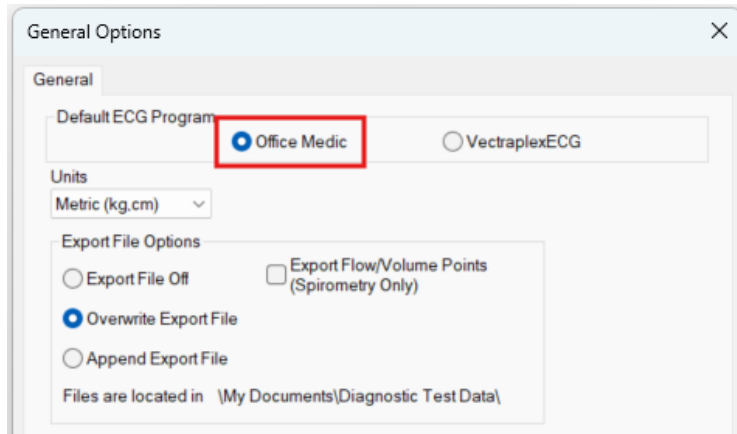 General Options
General
Default ECG Program
Office Medic VectraplexECG
Units
Metric (kg,cm)
Export File Options
Export File Off Export Flow/Volume Points
(Spirometry Only)
Overwrite Export File
Append Export File
Files are located in \My Documents\Diagnostic Test Data\